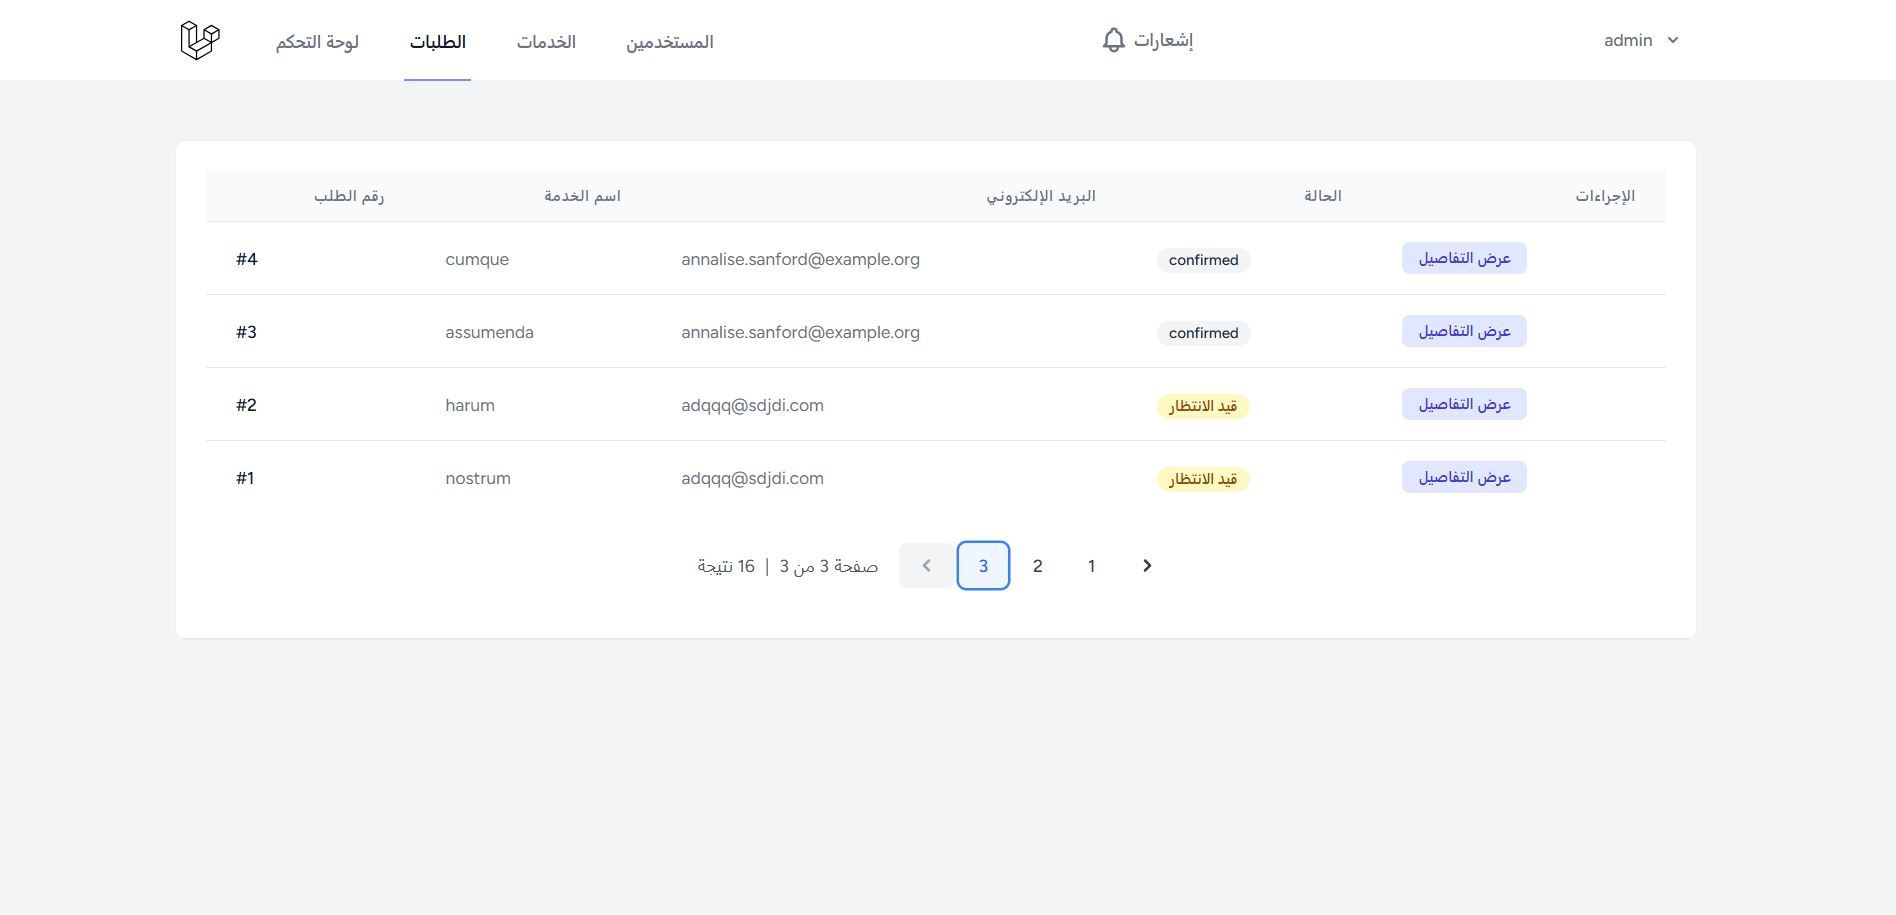 لوحة التحكم الطلبات الخدمات المستخدمين إشعارات admin
رقم الطلب اسم الخدمة البريد الإلكتروني الحالة الإجراءات
#4 cumque annalise.sanford@example.org confirmed عرض التفاصيل
#3 assumenda annalise.sanford@example.org confirmed عرض التفاصيل
#2 harum adqqq@sdjdi.com قيد الانتظار عرض التفاصيل
#1 nostrum adqqq@sdjdi.com قيد الانتظار عرض التفاصيل
صفحة 3 من 3 | 16 نتيجة 3 2 1